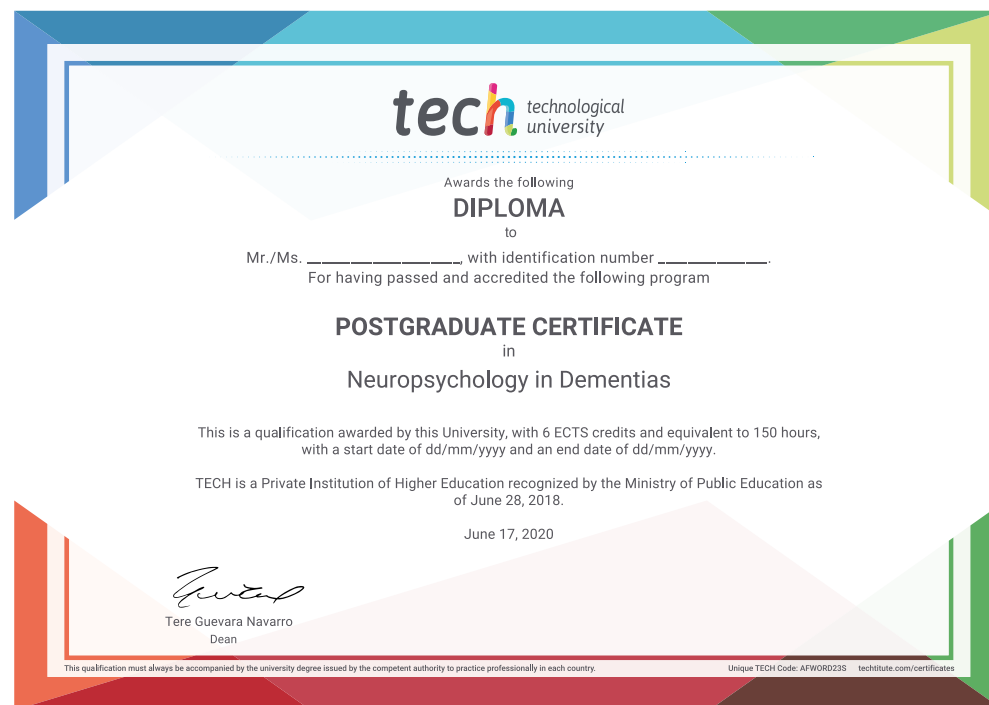 tech technological
university
Awards the following
DIPLOMA
to
Mr./Ms. ____________________, with identification number ______________.
For having passed and accredited the following program
POSTGRADUATE CERTIFICATE
in
Neuropsychology in Dementias
This is a qualification awarded by this University, with 6 ECTS credits and equivalent to 150 hours,
with a start date of dd/mm/yyyy and an end date of dd/mm/yyyy.
TECH is a Private Institution of Higher Education recognized by the Ministry of Public Education as
of June 28, 2018.
June 17, 2020
Tere Guevara Navarro
Dean
This qualification must always be accompanied by the university degree issued by the competent authority to practice professionally in each country.
Unique TECH Code: AFWORD23S techtitute.com/certificates